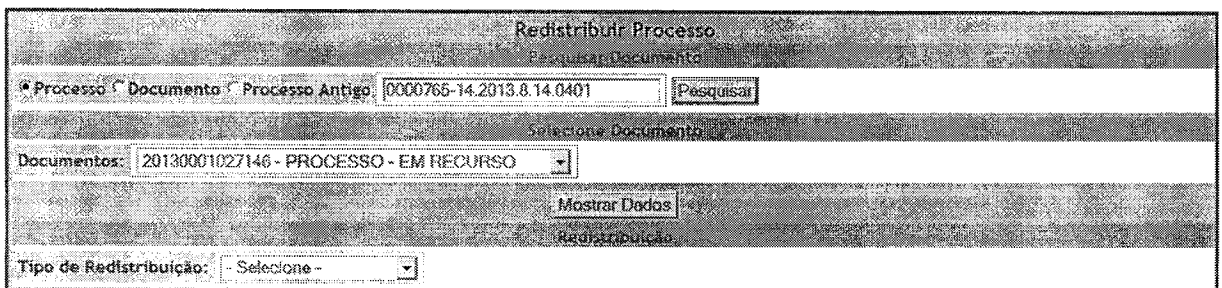 Redistribuir Processo
Pesquisar Documento
Processo Documento Processo Antigo 0000765-14.2013.8.14.0401 Pesquisar
Selecione Documento
Documentos: 20130001027146 - PROCESSO - EM RECURSO
Mostrar Dados
Redistribuição
Tipo de Redistribuição: - Selecione -